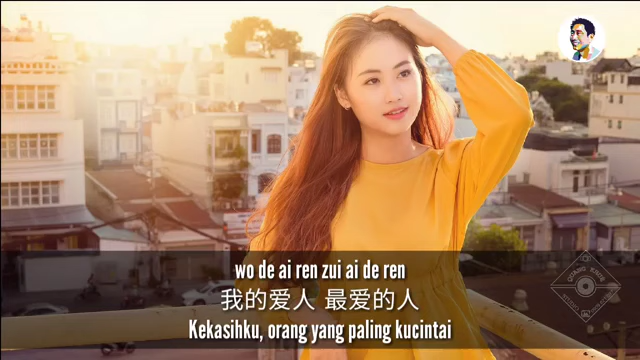 wo de ai ren zui ai de ren
我的爱人 最爱的人
Kekasihku, orang yang paling kucintai